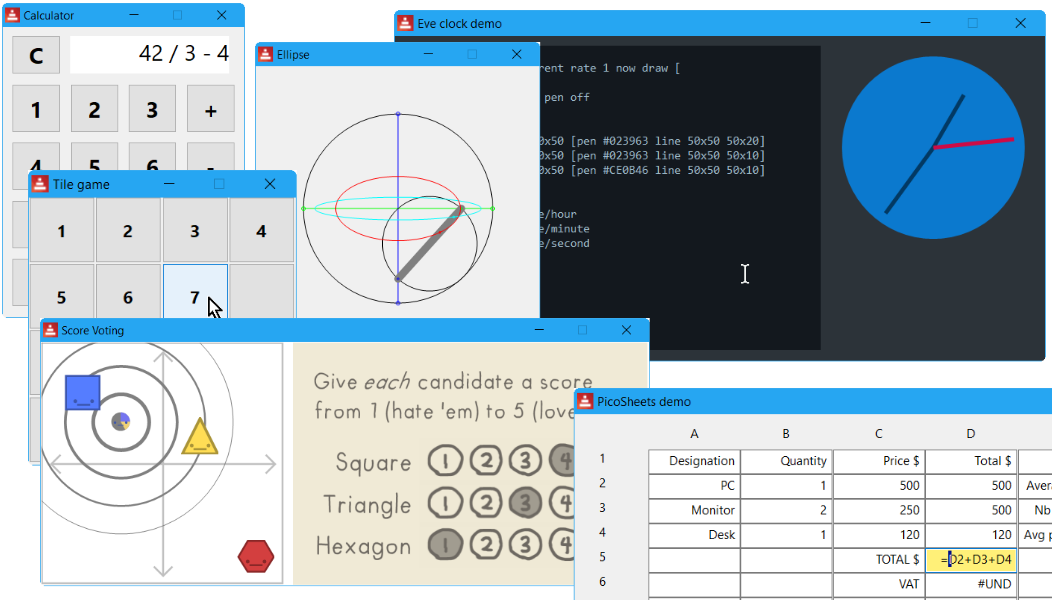 Calculator
C
42 / 3 - 4
1 2 3 +
4 5 6 -
Ellipse
Eve clock demo
rent rate 1 now draw [
pen off
0x50 [pen #023963 line 50x50 50x20]
0x50 [pen #023963 line 50x50 50x10]
0x50 [pen #CE0B46 line 50x50 50x10]
e/hour
e/minute
e/second
Tile game
1 2 3 4
5 6 7
Score Voting
Give each candidate a score
from 1 (hate 'em) to 5 (love
Square 1 2 3 4
Triangle 1 2 3 4
Hexagon 1 2 3 4
PicoSheets demo
A B C D
1 Designation Quantity Price $ Total $
2 PC 1 500 500 Avera
3 Monitor 2 250 500 Nb
4 Desk 1 120 120 Avg p
5 TOTAL $ =D2+D3+D4
6 VAT #UND